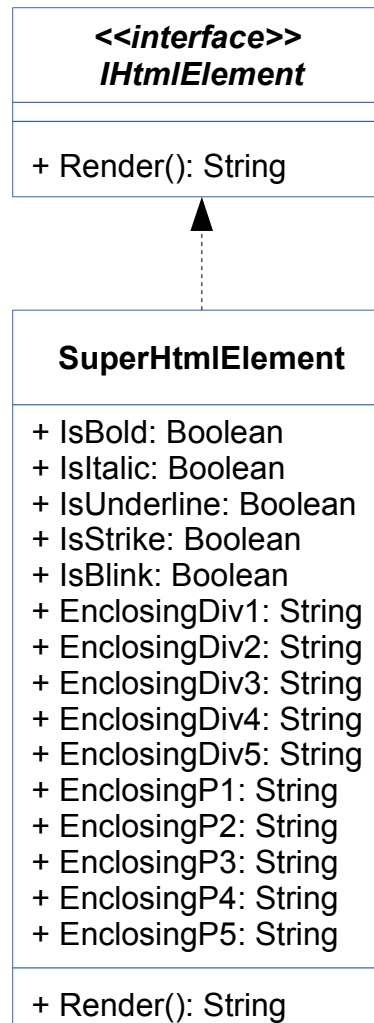 <<interface>>
IHtmlElement
+ Render(): String
SuperHtmlElement
+ IsBold: Boolean
+ IsItalic: Boolean
+ IsUnderline: Boolean
+ IsStrike: Boolean
+ IsBlink: Boolean
+ EnclosingDiv1: String
+ EnclosingDiv2: String
+ EnclosingDiv3: String
+ EnclosingDiv4: String
+ EnclosingDiv5: String
+ EnclosingP1: String
+ EnclosingP2: String
+ EnclosingP3: String
+ EnclosingP4: String
+ EnclosingP5: String
+ Render(): String